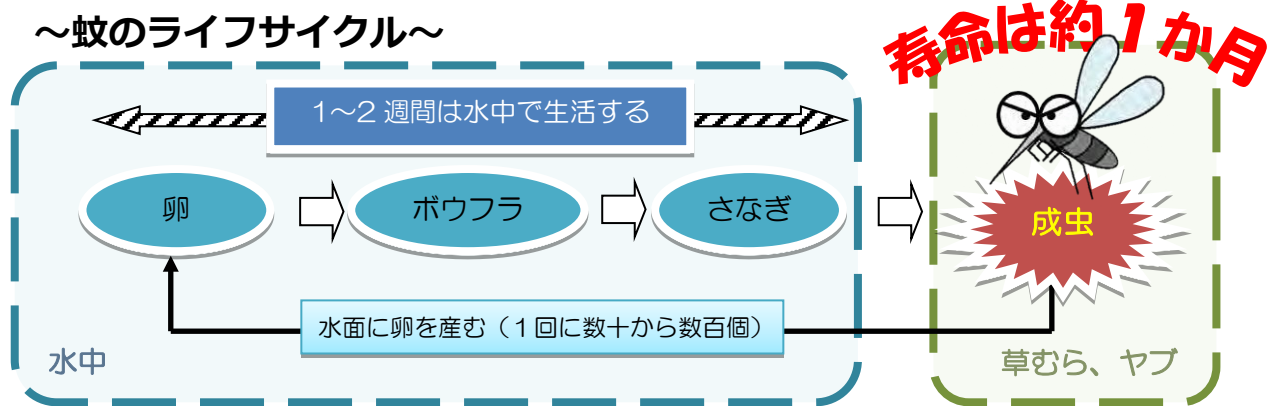 ～蚊のライフサイクル～
寿命は約１か月
1～2 週間は水中で生活する
卵
ボウフラ
さなぎ
成虫
水面に卵を産む（１回に数十から数百個）
水中
草むら、ヤブ